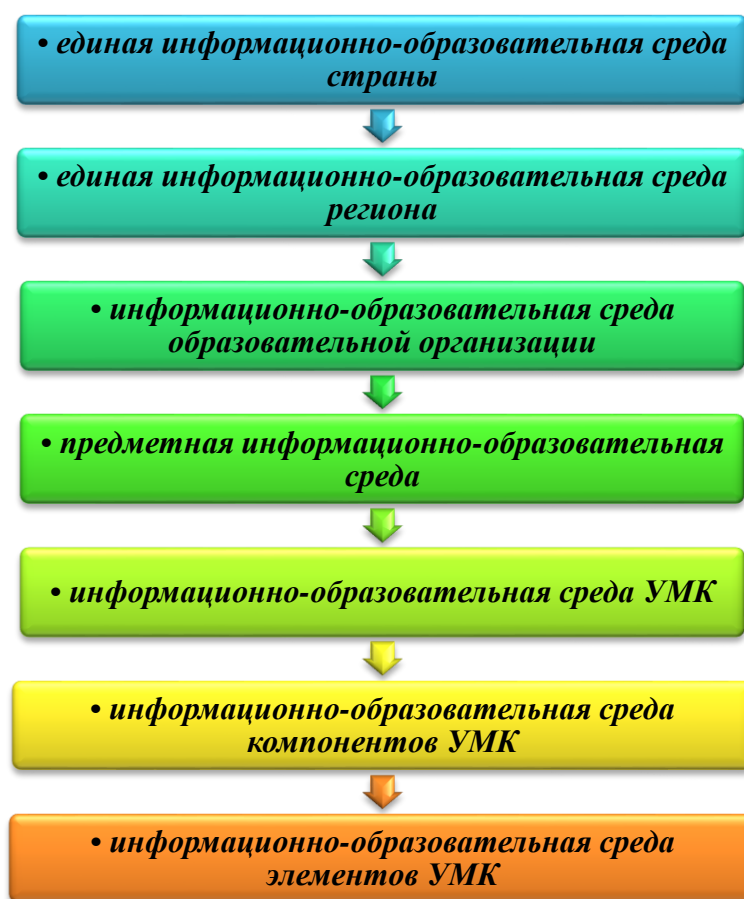 • единая информационно-образовательная среда
страны
• единая информационно-образовательная среда
региона
• информационно-образовательная среда
образовательной организации
• предметная информационно-образовательная
среда
• информационно-образовательная среда УМК
• информационно-образовательная среда
компонентов УМК
• информационно-образовательная среда
элементов УМК